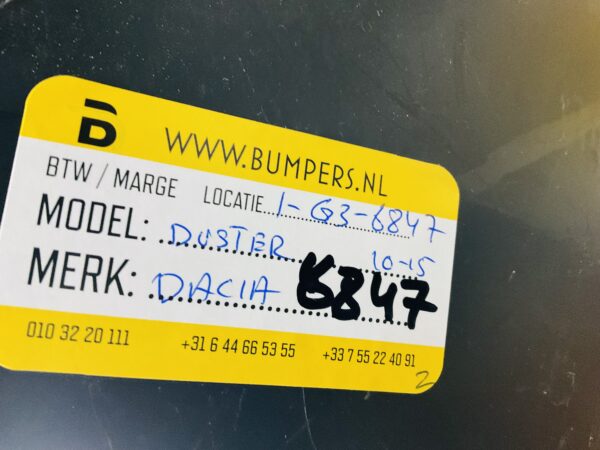 WWW.BUMPERS.NL
BTW / MARGE LOCATIE 1-G3-6847
MODEL: DUSTER 10-15
MERK: DACIA 6847
010 32 20 111 +31 6 44 66 53 55 +33 7 55 22 40 91
2